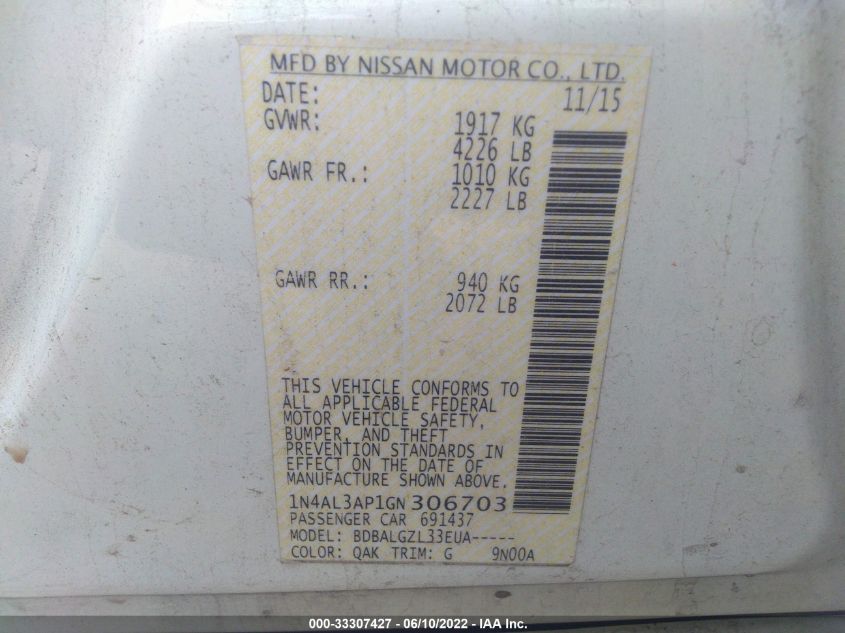 MFD BY NISSAN MOTOR CO., LTD.
DATE: 11/15
GVWR: 1917 KG
4226 LB
GAWR FR.: 1010 KG
2227 LB
GAWR RR.: 940 KG
2072 LB
THIS VEHICLE CONFORMS TO
ALL APPLICABLE FEDERAL
MOTOR VEHICLE SAFETY,
BUMPER, AND THEFT
PREVENTION STANDARDS IN
EFFECT ON THE DATE OF
MANUFACTURE SHOWN ABOVE.
1N4AL3AP1GN306703
PASSENGER CAR 691437
MODEL: BDBALGZL33EUA-----
COLOR: QAK TRIM: G 9N00A
000-33307427 - 06/10/2022 - IAAI Inc.